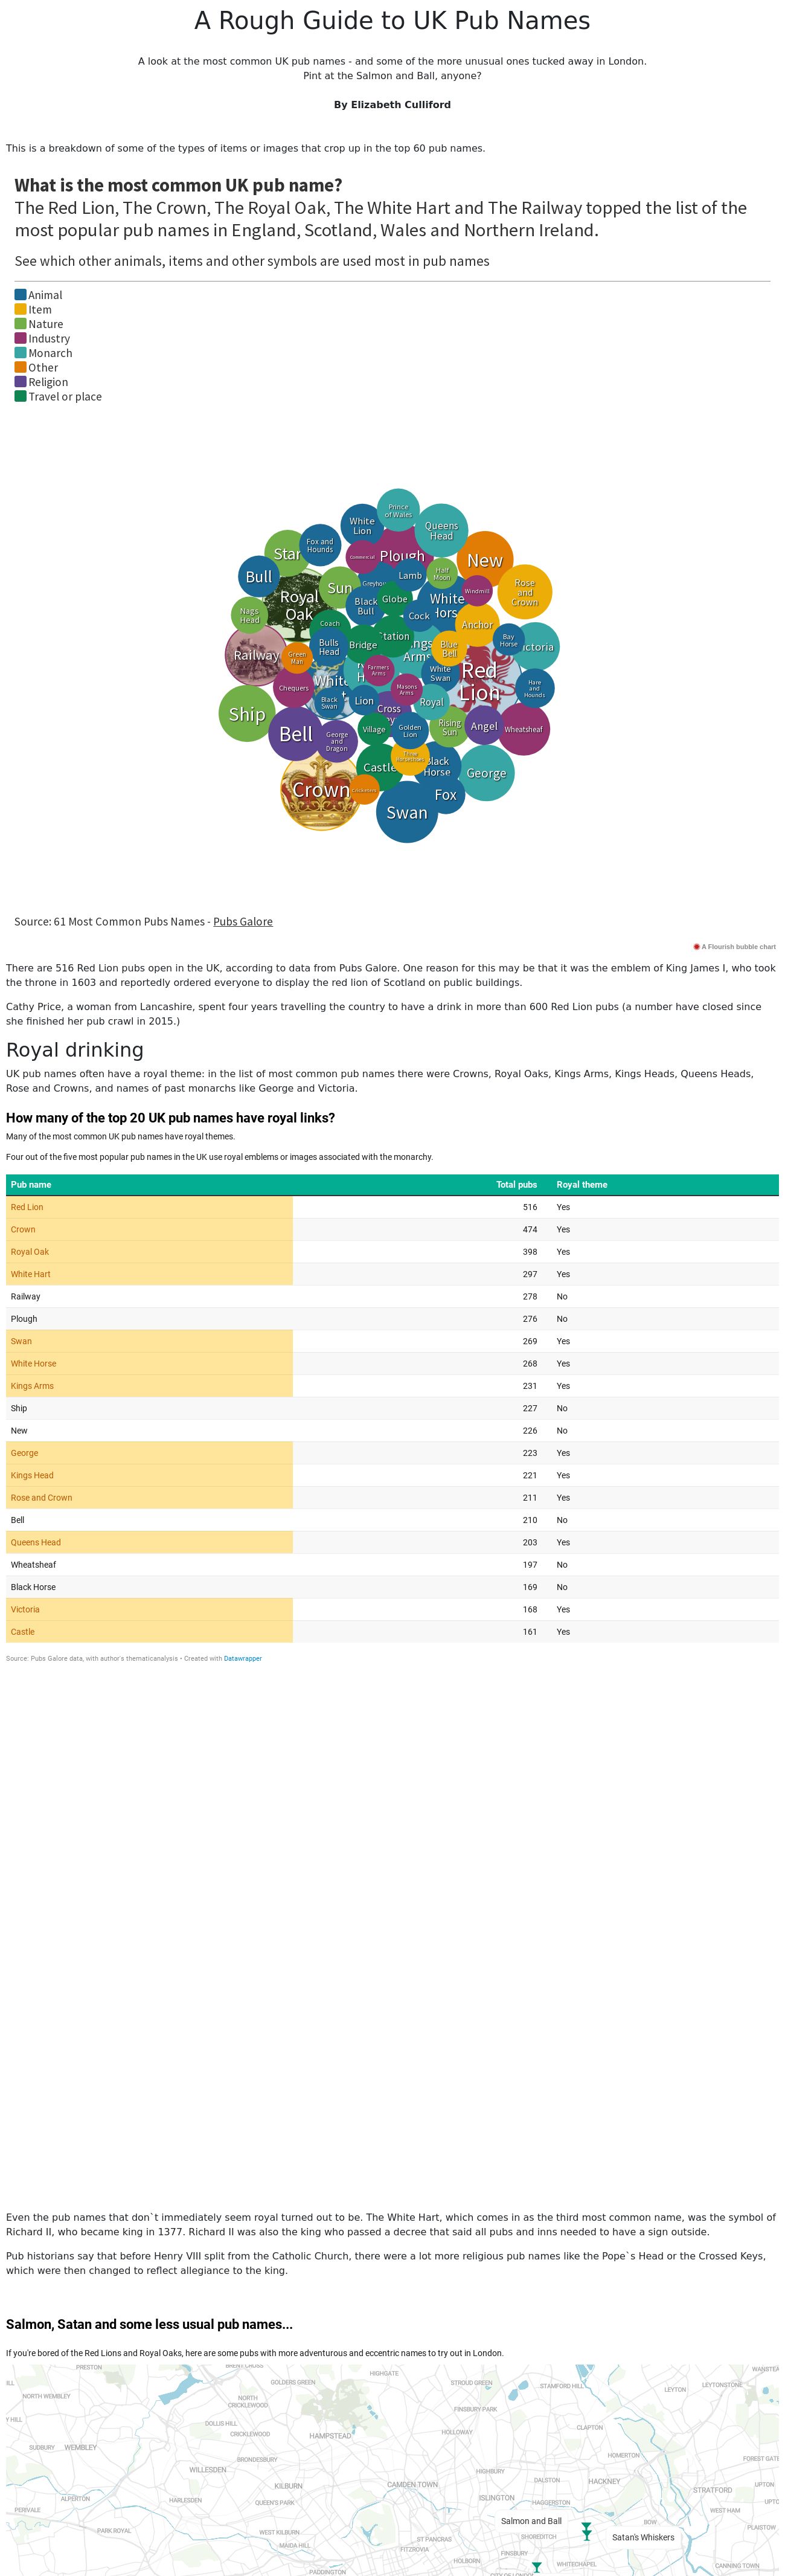 A Rough Guide to UK Pub Names
A look at the most common UK pub names - and some of the more unusual ones tucked away in London.
Pint at the Salmon and Ball, anyone?
By Elizabeth Culliford
This is a breakdown of some of the types of items or images that crop up in the top 60 pub names.
What is the most common UK pub name?
The Red Lion, The Crown, The Royal Oak, The White Hart and The Railway topped the list of the
most popular pub names in England, Scotland, Wales and Northern Ireland.
See which other animals, items and other symbols are used most in pub names
Animal
Item
Nature
Industry
Monarch
Other
Religion
Travel or place
Prince
of Wales
White
Lion
Queens
Head
Fox and
Hounds
Star
Commercial
Plough
New
Bull
Lamb
Half
Moon
Sun
Greyhou
Windmill
Rose
and
Crown
Royal
Oak
Black
Bull
Globe
White
Hors
Nags
Head
Cock
Coach
Anchor
Station
Bay
Horse
ictoria
Bulls
Head
Bridge
ngs
Arms
Blue
Bell
Railway
Green
Man
Farmers
Arms
White
Swan
Red
Lion
White
Chequers
Masons
Arms
Hare
and
Hounds
Black
Swan
Lion
Royal
Cross
Ship
Rising
Sun
Angel
Wheatsheaf
Village
Golden
Lion
Bell
George
and
Dragon
Three
Horseshoes
Castle
Black
Horse
George
Crown
Cricketers
Fox
Swan
Source: 61 Most Common Pubs Names - Pubs Galore
A Flourish bubble chart
There are 516 Red Lion pubs open in the UK, according to data from Pubs Galore. One reason for this may be that it was the emblem of King James I, who took
the throne in 1603 and reportedly ordered everyone to display the red lion of Scotland on public buildings.
Cathy Price, a woman from Lancashire, spent four years travelling the country to have a drink in more than 600 Red Lion pubs (a number have closed since
she finished her pub crawl in 2015.)
Royal drinking
UK pub names often have a royal theme: in the list of most common pub names there were Crowns, Royal Oaks, Kings Arms, Kings Heads, Queens Heads,
Rose and Crowns, and names of past monarchs like George and Victoria.
How many of the top 20 UK pub names have royal links?
Many of the most common UK pub names have royal themes.
Four out of the five most popular pub names in the UK use royal emblems or images associated with the monarchy.
Pub name Total pubs Royal theme
Red Lion 516 Yes
Crown 474 Yes
Royal Oak 398 Yes
White Hart 297 Yes
Railway 278 No
Plough 276 No
Swan 269 Yes
White Horse 268 Yes
Kings Arms 231 Yes
Ship 227 No
New 226 No
George 223 Yes
Kings Head 221 Yes
Rose and Crown 211 Yes
Bell 210 No
Queens Head 203 Yes
Wheatsheaf 197 No
Black Horse 169 No
Victoria 168 Yes
Castle 161 Yes
Source: Pubs Galore data, with author's thematicanalysis • Created with Datawrapper
Even the pub names that don`t immediately seem royal turned out to be. The White Hart, which comes in as the third most common name, was the symbol of
Richard II, who became king in 1377. Richard II was also the king who passed a decree that said all pubs and inns needed to have a sign outside.
Pub historians say that before Henry VIII split from the Catholic Church, there were a lot more religious pub names like the Pope`s Head or the Crossed Keys,
which were then changed to reflect allegiance to the king.
Salmon, Satan and some less usual pub names...
If you're bored of the Red Lions and Royal Oaks, here are some pubs with more adventurous and eccentric names to try out in London.
PRESTON
BRENT CROSS
HIGHGATE
WANSTEA
GOLDERS GREEN
STROUD GREEN
STAMFORD HILL
LEYTON
LEYTONSTONE
NORTH WEMBLEY
NORTH
CRICKLEWOOD
FINSBURY PARK
DOLLIS HILL
CRICKLEWOOD
HAMPSTEAD
HOLLOWAY
CLAPTON
SUDBURY
WEMBLEY
BRONDESBURY
HOMERTON
FOREST GATE
WILLESDEN
HIGHBURY
DALSTON
HACKNEY
KILBURN
CAMDEN TOWN
STRATFORD
UPTON
ALPERTON
HARLESDEN
QUEEN'S PARK
ISLINGTON
HAGGERSTON
PERIVALE
WEST HAM
Salmon and Ball
BOW
PLAISTOW
PARK ROYAL
WEST KILBURN
SHOREDITCH
Satan's Whiskers
MAIDA HILL
ST PANCRAS
FITZROVIA
FINSBURY
HOLBORN
WHITECHAPEL
CANNING TOWN
PADDINGTON
CITY OF LONDON